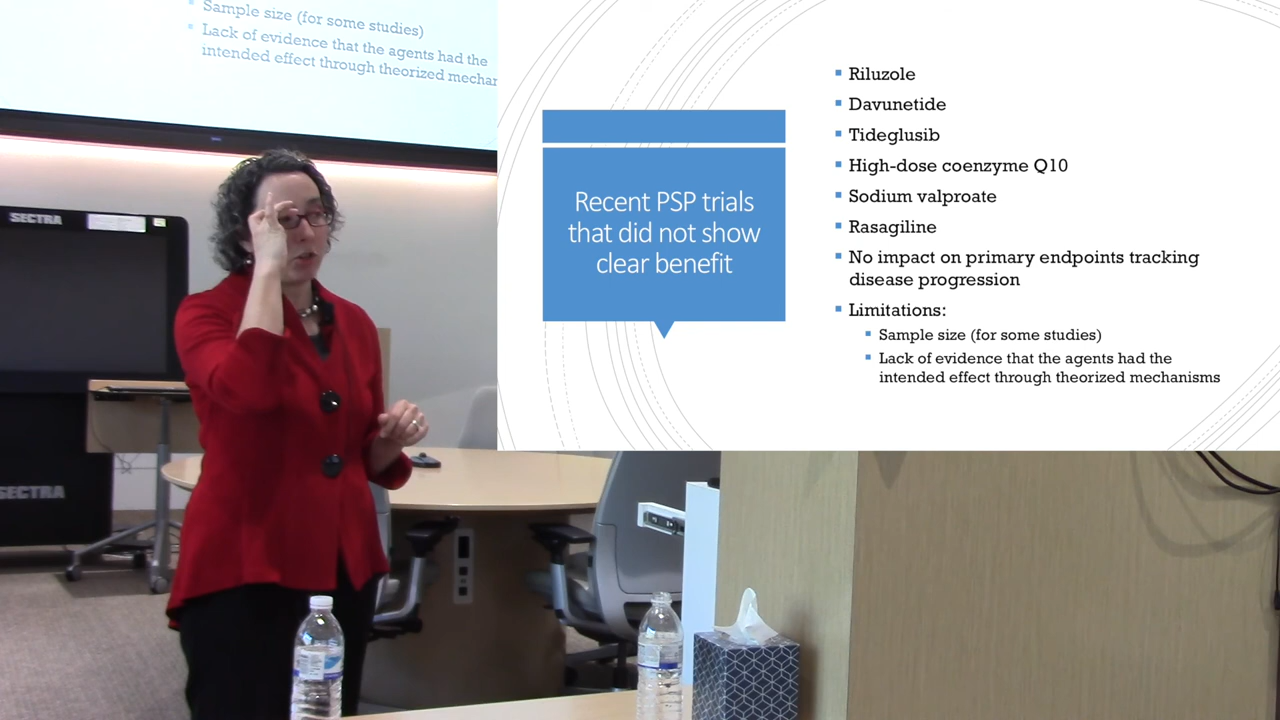 Sample size (for some studies)
Lack of evidence that the agents had the
intended effect through theorized
SECTRA
SECTRA
Recent PSP trials
that did not show
clear benefit
Riluzole
Davunetide
Tideglusib
High-dose coenzyme Q10
Sodium valproate
Rasagiline
No impact on primary endpoints tracking
disease progression
Limitations:
Sample size (for some studies)
Lack of evidence that the agents had the
intended effect through theorized mechanisms